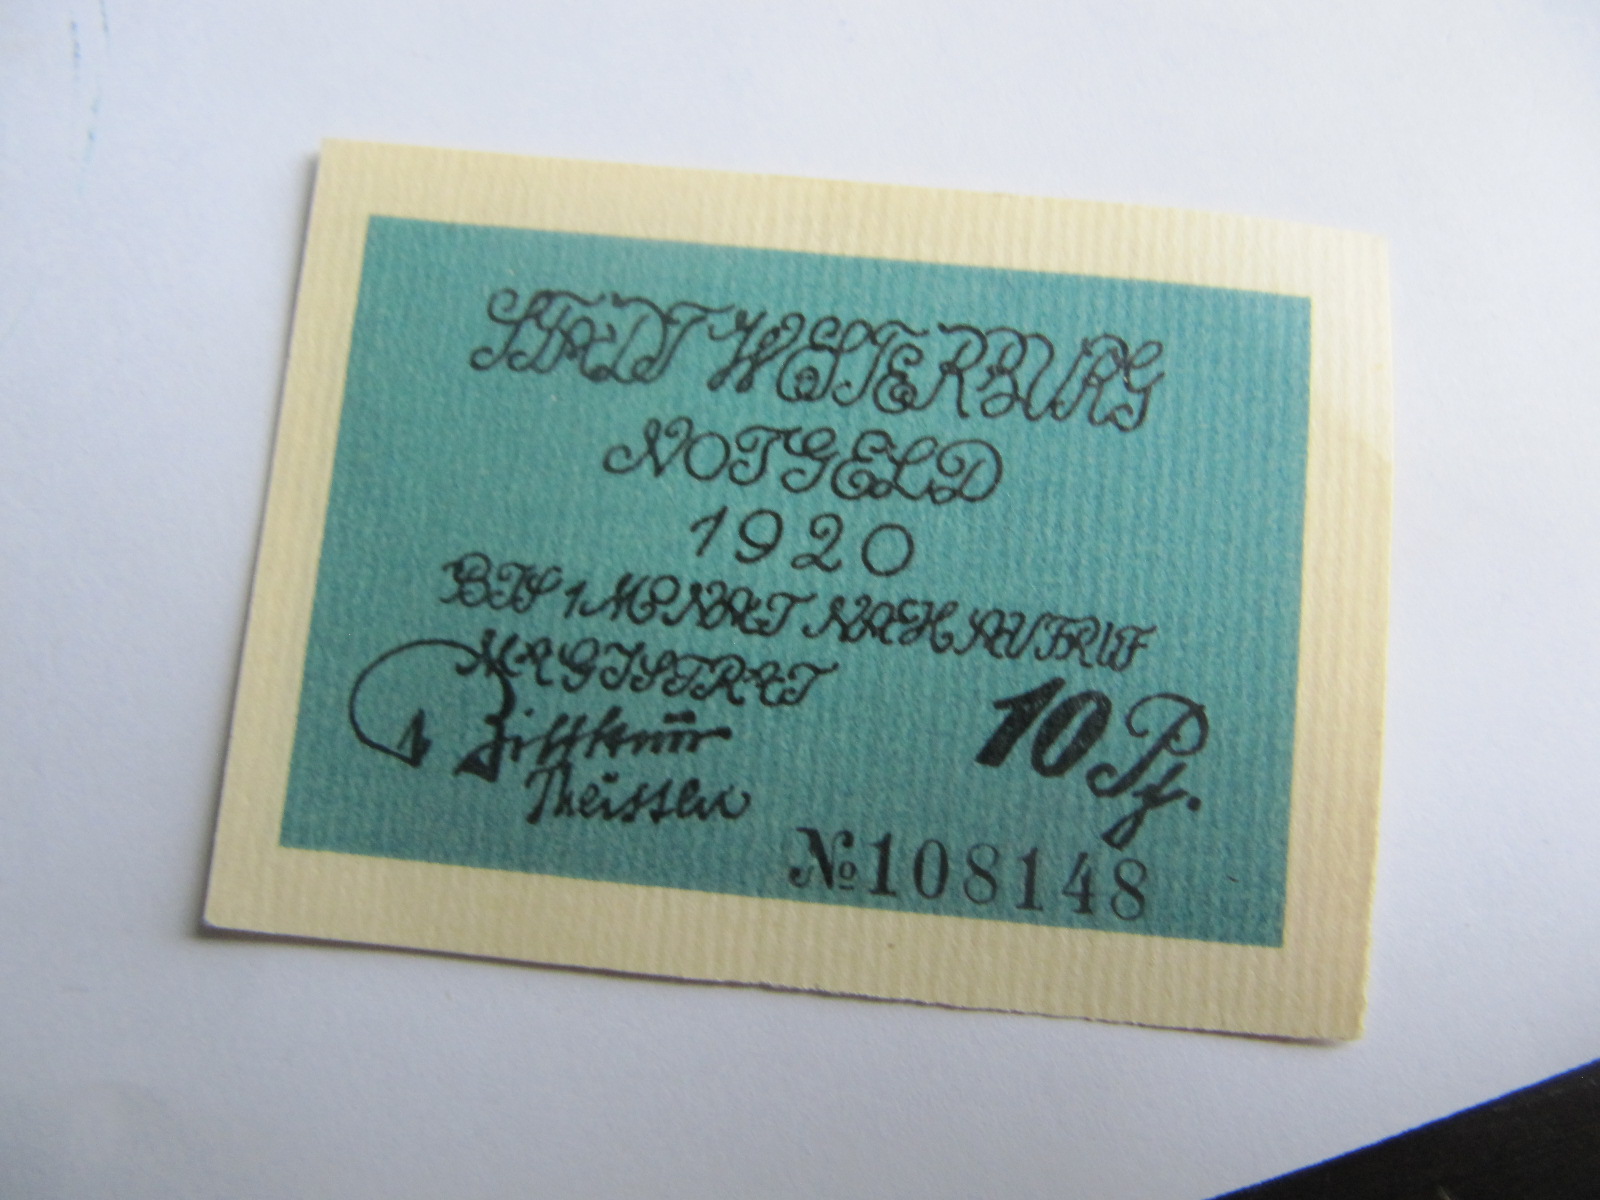 STADT WESTERBURG
NOTGELD
1920
BIS 1 MONAT NACH AUFRUF
MAGISTRAT
10 Pf.
№108148